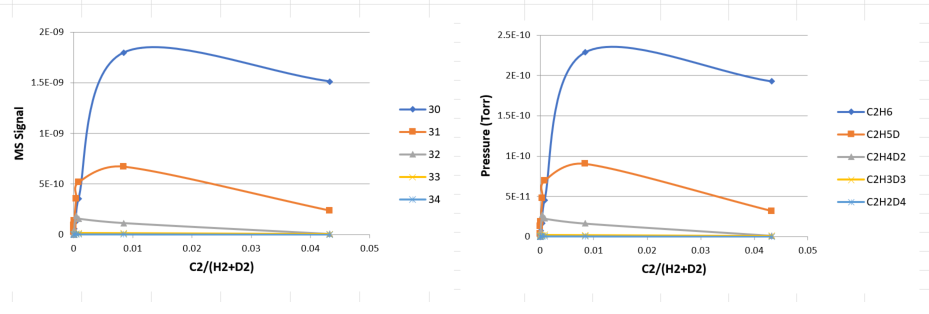 2E-09
1.5E-09
1E-09
5E-10
0
MS Signal
0
0.01
0.02
0.03
0.04
0.05
C2/(H2+D2)
30
31
32
33
34
2.5E-10
2E-10
1.5E-10
1E-10
5E-11
0
Pressure (Torr)
0
0.01
0.02
0.03
0.04
0.05
C2/(H2+D2)
C2H6
C2H5D
C2H4D2
C2H3D3
C2H2D4